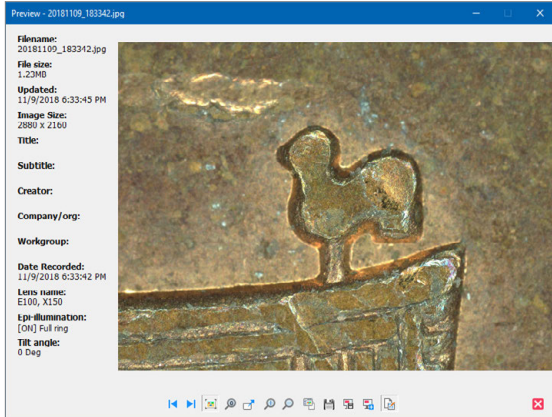 Preview - 20181109_183342.jpg
Filename:
20181109_183342.jpg
File size:
1.23MB
Updated:
11/9/2018 6:33:45 PM
Image Size:
2880 x 2160
Title:
Subtitle:
Creator:
Company/org:
Workgroup:
Date Recorded:
11/9/2018 6:33:42 PM
Lens name:
E100, X150
Epi-illumination:
[ON] Full ring
Tilt angle:
0 Deg